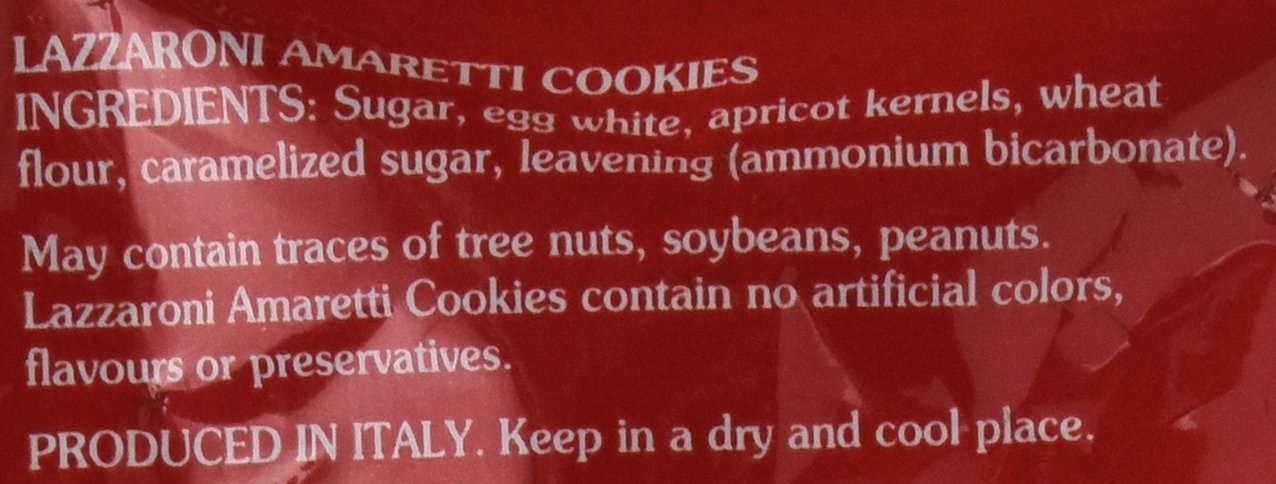 LAZZARONI AMARETTI COOKIES
INGREDIENTS: Sugar, egg white, apricot kernels, wheat
flour, caramelized sugar, leavening (ammonium bicarbonate).
May contain traces of tree nuts, soybeans, peanuts.
Lazzaroni Amaretti Cookies contain no artificial colors,
flavours or preservatives.
PRODUCED IN ITALY. Keep in a dry and cool place.